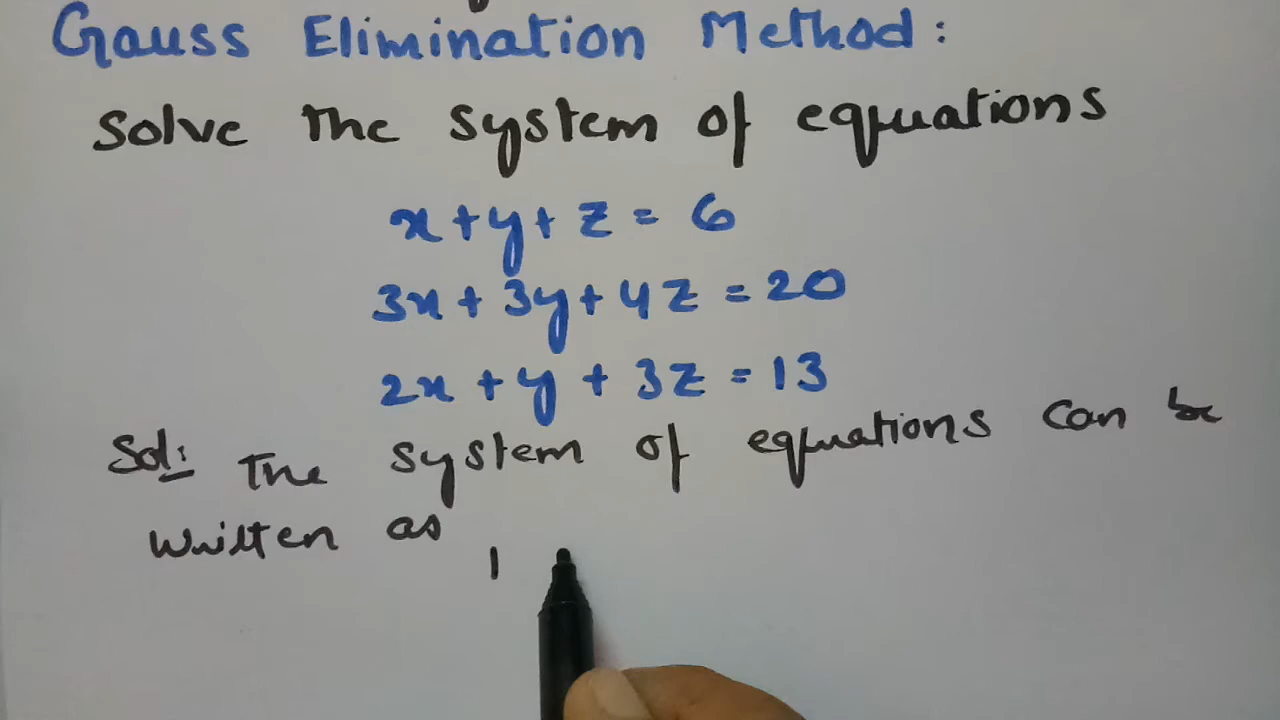 Gauss Elimination Method:
Solve the system of equations
x+y+z = 6
3x+3y+4z = 20
2x+y+3z = 13
Sol: The system of equations can be
written as
1